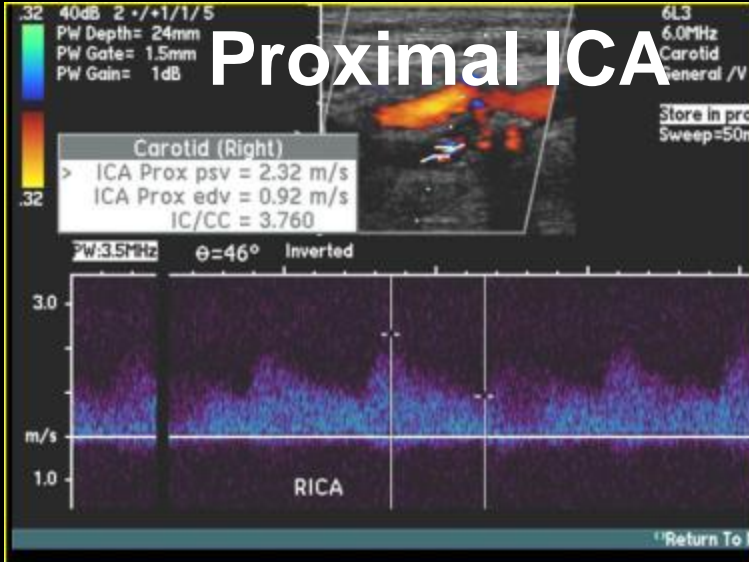 .32 40dB 2 +/+1/1/5
PW Depth= 24mm
PW Gate= 1.5mm
PW Gain= 1dB
Proximal ICA
6L3
6.0MHz
Carotid
General /V
Store in pro
Sweep=50m
.32
Carotid (Right)
> ICA Prox psv = 2.32 m/s
ICA Prox edv = 0.92 m/s
IC/CC = 3.760
PW:3.5MHz θ=46° Inverted
3.0
m/s
1.0
RICA
Return To